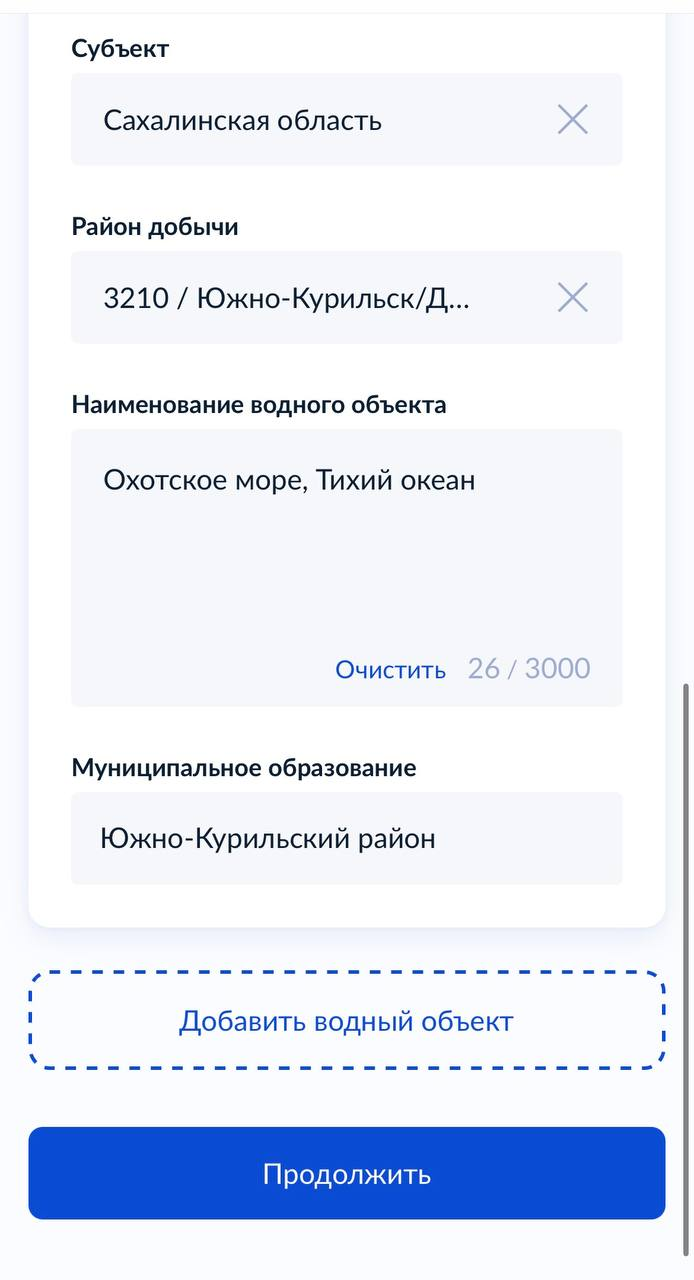 Субъект
Сахалинская область
Район добычи
3210 / Южно-Курильск/Д...
Наименование водного объекта
Охотское море, Тихий океан
Очистить 26 / 3000
Муниципальное образование
Южно-Курильский район
Добавить водный объект
Продолжить